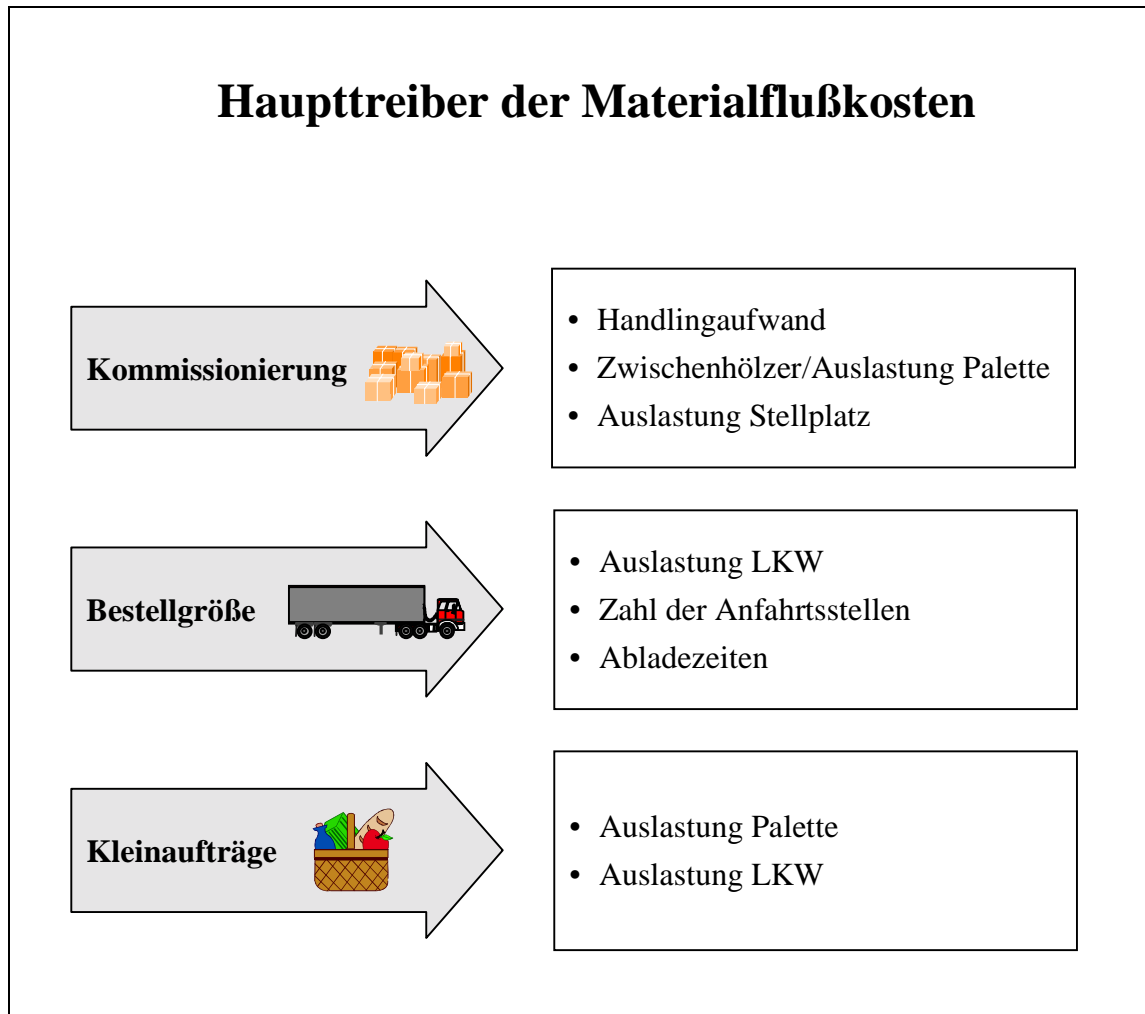 Haupttreiber der Materialflußkosten
Kommissionierung
• Handlingaufwand
• Zwischenhölzer/Auslastung Palette
• Auslastung Stellplatz
Bestellgröße
• Auslastung LKW
• Zahl der Anfahrtsstellen
• Abladezeiten
Kleinaufträge
• Auslastung Palette
• Auslastung LKW